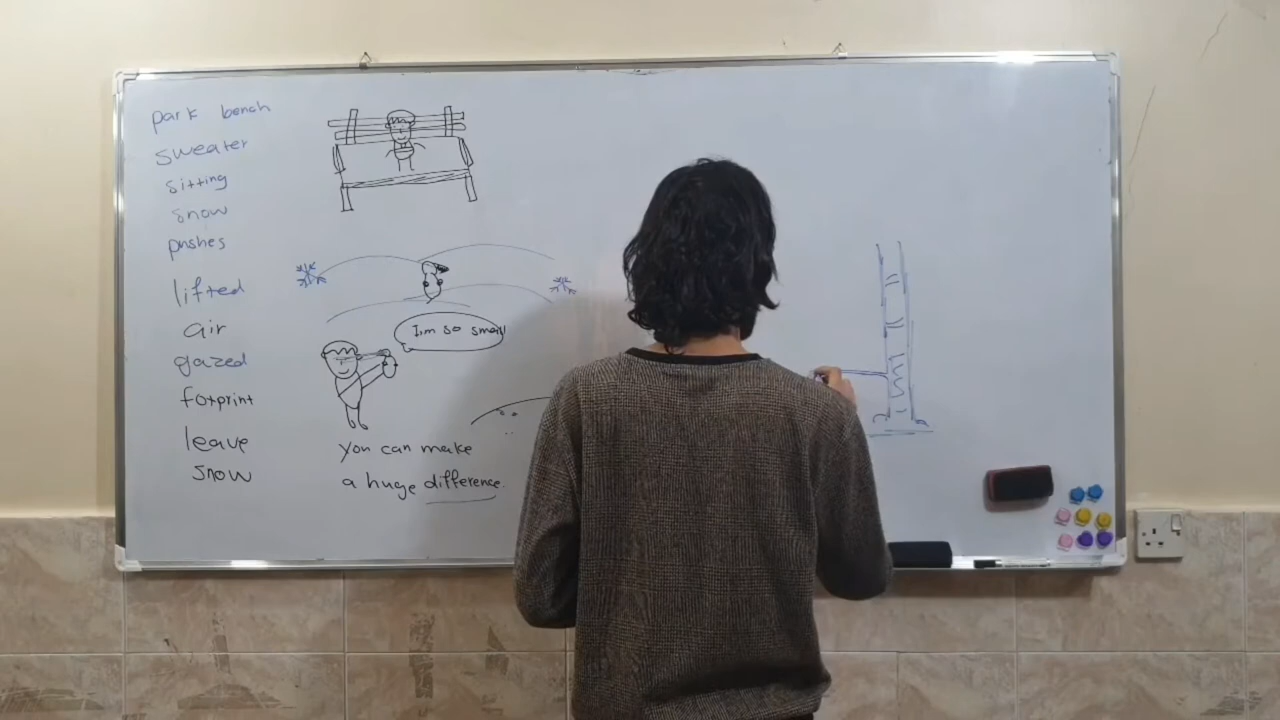 park bench
sweater
sitting
snow
pushes
lifted
air
gazed
footprint
leave
snow
I'm so small
You can make
a huge difference.